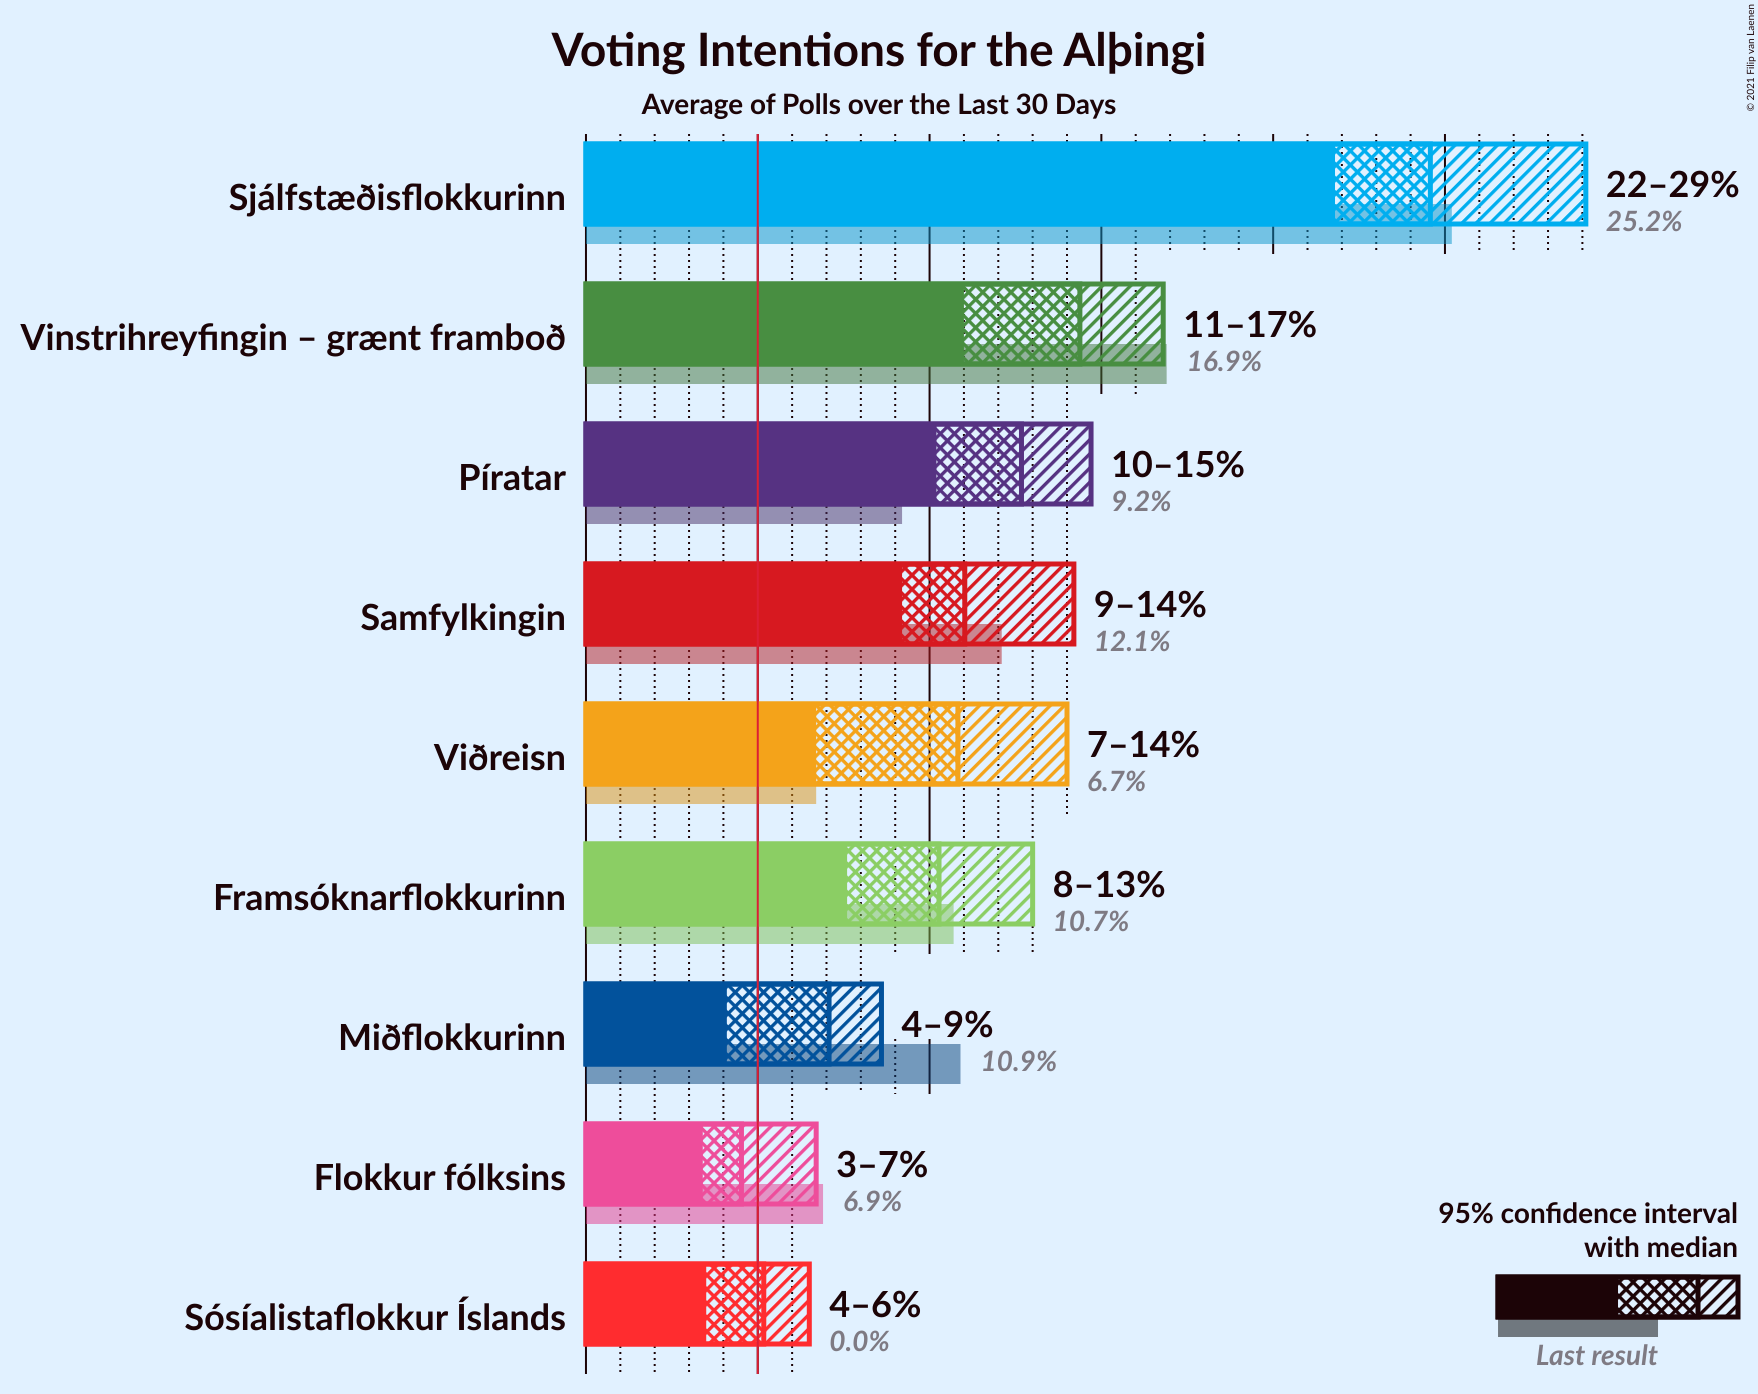 Voting Intentions for the Alþingi
Average of Polls over the Last 30 Days
© 2021 Filip van Laenen
Sjálfstæðisflokkurinn
22–29%
25.2%
Vinstrihreyfingin – grænt framboð
11–17%
16.9%
Píratar
10–15%
9.2%
Samfylkingin
9–14%
12.1%
Viðreisn
7–14%
6.7%
Framsóknarflokkurinn
8–13%
10.7%
Miðflokkurinn
4–9%
10.9%
Flokkur fólksins
3–7%
6.9%
Sósíalistaflokkur Íslands
4–6%
0.0%
95% confidence interval
with median
Last result